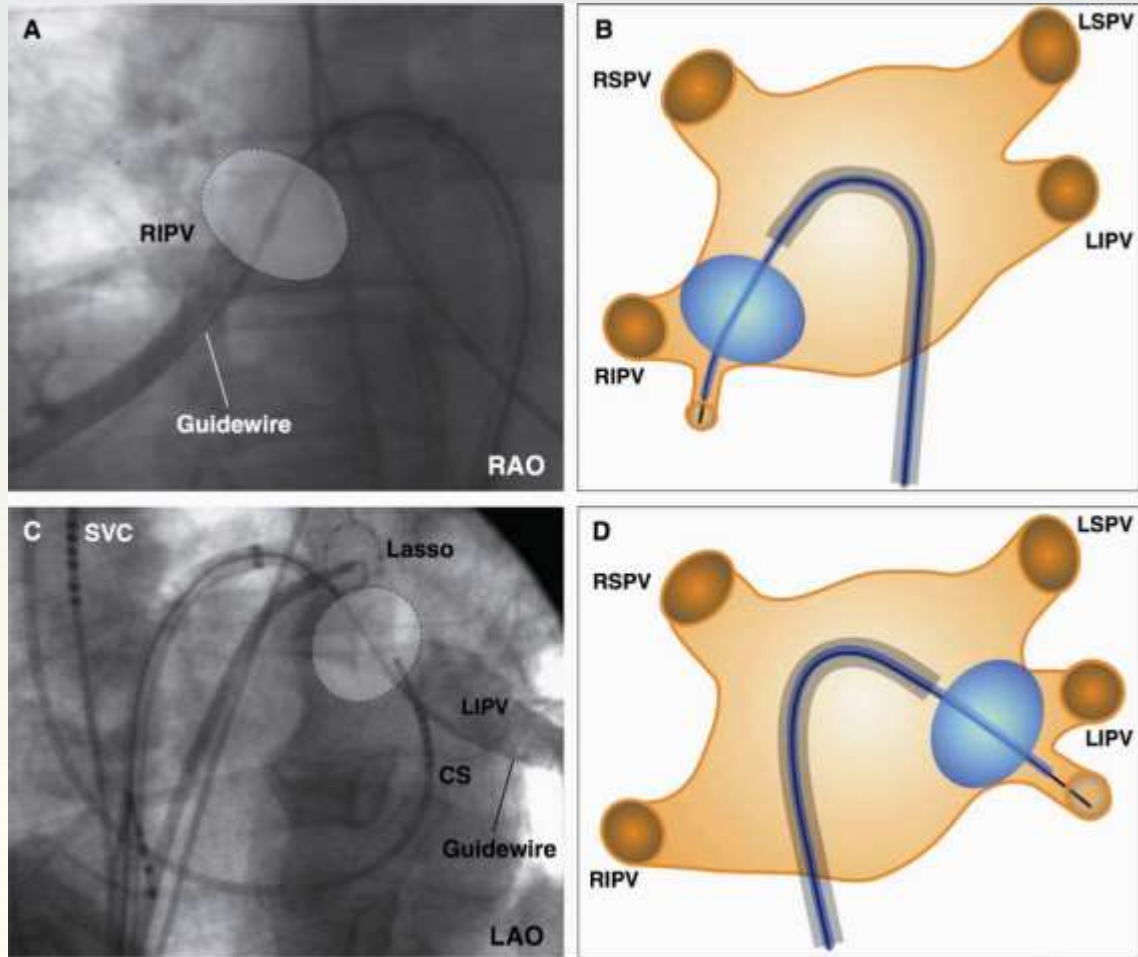 A
RIPV
Guidewire
RAO
B
LSPV
RSPV
LIPV
RIPV
C
SVC
Lasso
LIPV
CS
Guidewire
LAO
D
LSPV
RSPV
LIPV
RIPV